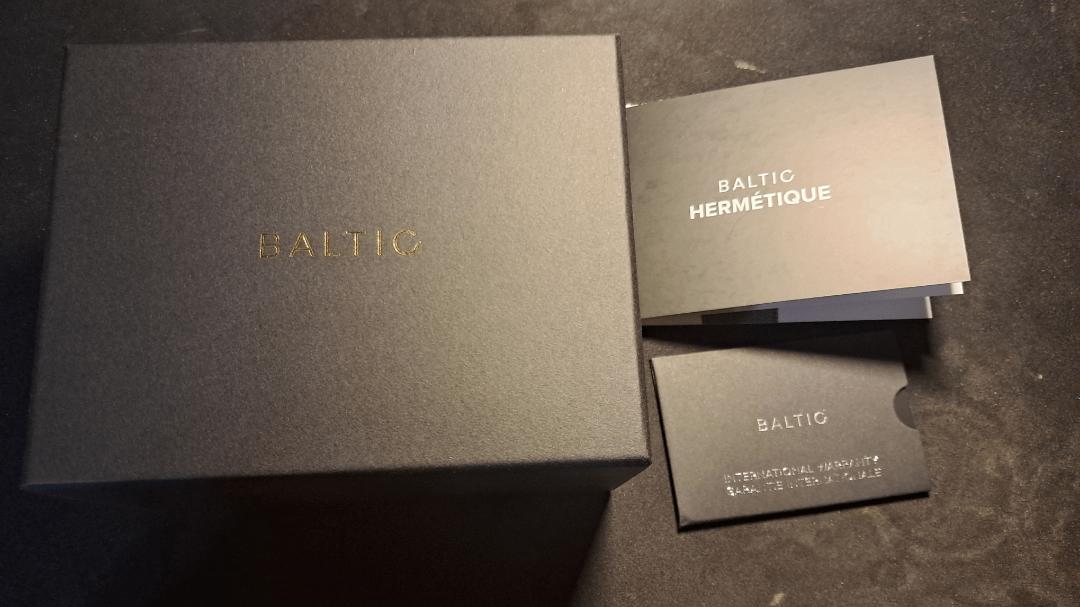 BALTIC
BALTIC
HERMÉTIQUE
BALTIC
INTERNATIONAL WARRANTY
GARANTIE INTERNATIONALE